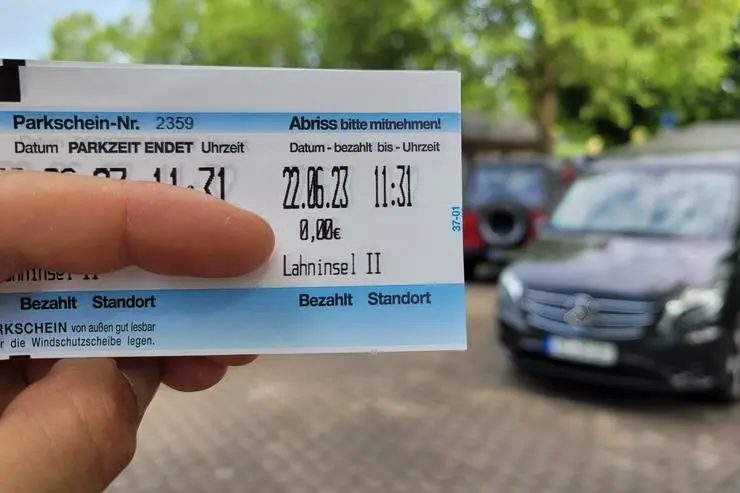 Parkschein-Nr. 2359 Abriss bitte mitnehmen!
Datum PARKZEIT ENDET Uhrzeit Datum - bezahlt bis - Uhrzeit
11:31 22.06.23 11:31
0,00€
Lahninsel II
Bezahlt Standort Bezahlt Standort
von außen gut lesbar
die Windschutzscheibe legen.
37-01